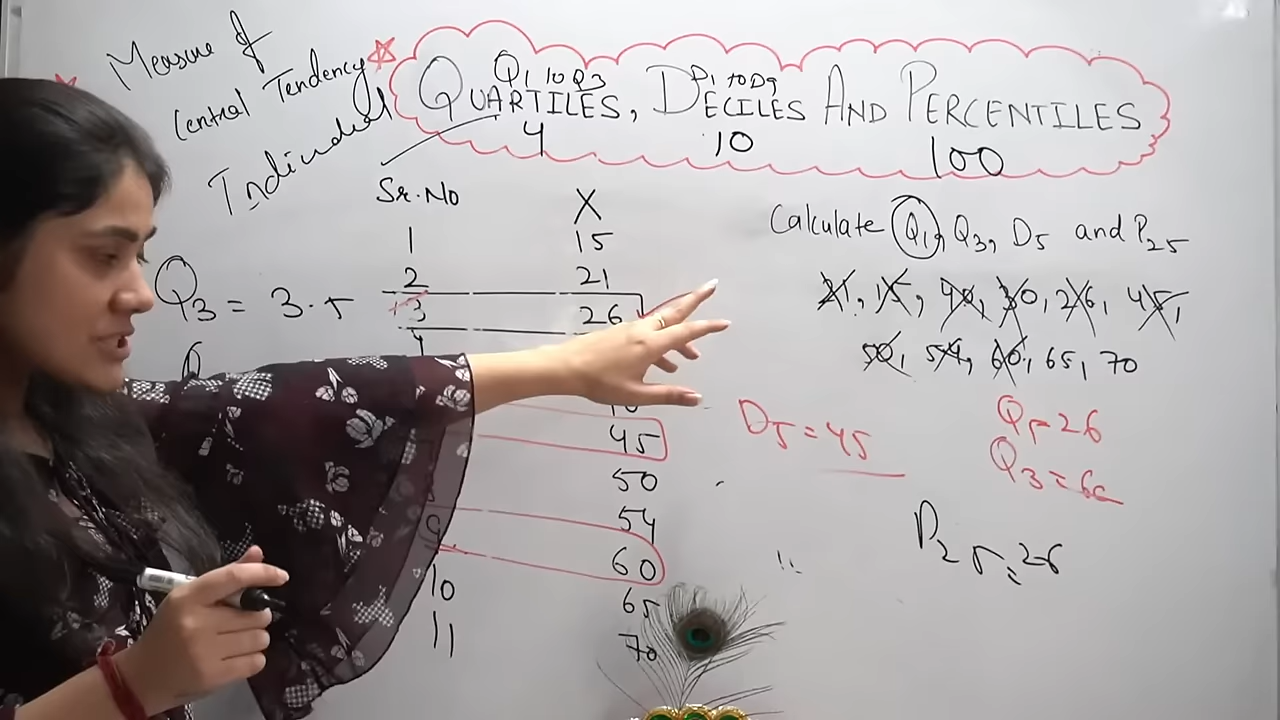 Measure of
Central Tendency
Individual
Q1 to Q3 D1 to D9
QUARTILES, DECILES AND PERCENTILES
4 10 100
Sr.No X
1 15
2 21
3 26
4
45
50
54
9 60
10 65
11 70
Q3 = 3.
Calculate Q1, Q3, D5 and P25
21, 15, 40, 30, 26, 45,
50, 54, 60, 65, 70
D5 = 45
Q1=26
Q3 = 60
P25=26